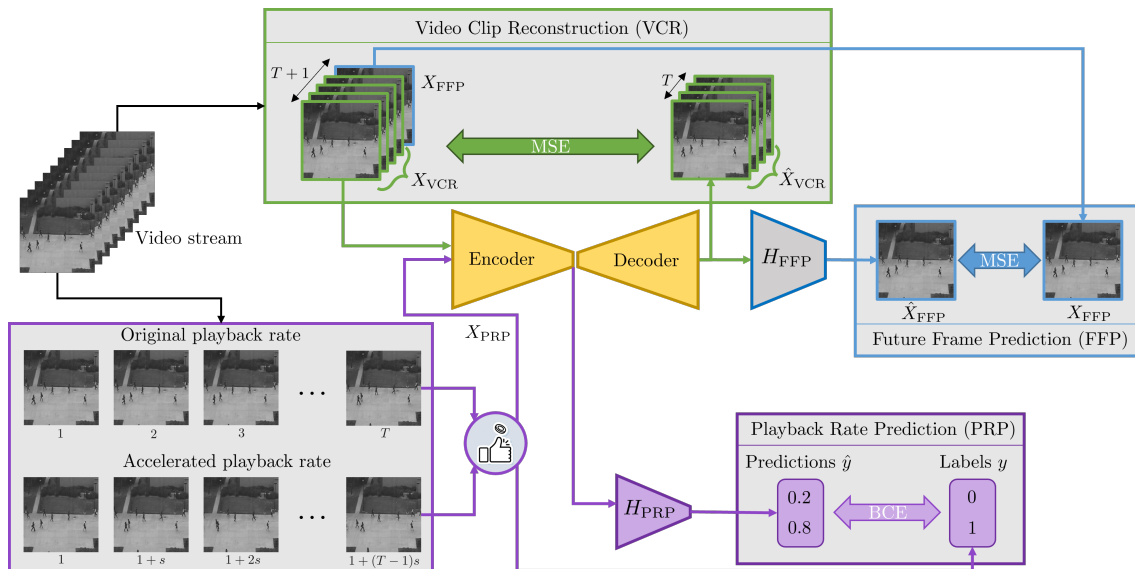 Video Clip Reconstruction (VCR)
T + 1
X_FFP
T
MSE
X_VCR
X̂_VCR
Video stream
Encoder
Decoder
H_FFP
MSE
X̂_FFP
X_FFP
Future Frame Prediction (FFP)
X_PRP
Original playback rate
...
1
2
3
T
Accelerated playback rate
...
1
1 + s
1 + 2s
1 + (T − 1)s
H_PRP
Playback Rate Prediction (PRP)
Predictions ŷ
Labels y
0.2
0
BCE
0.8
1